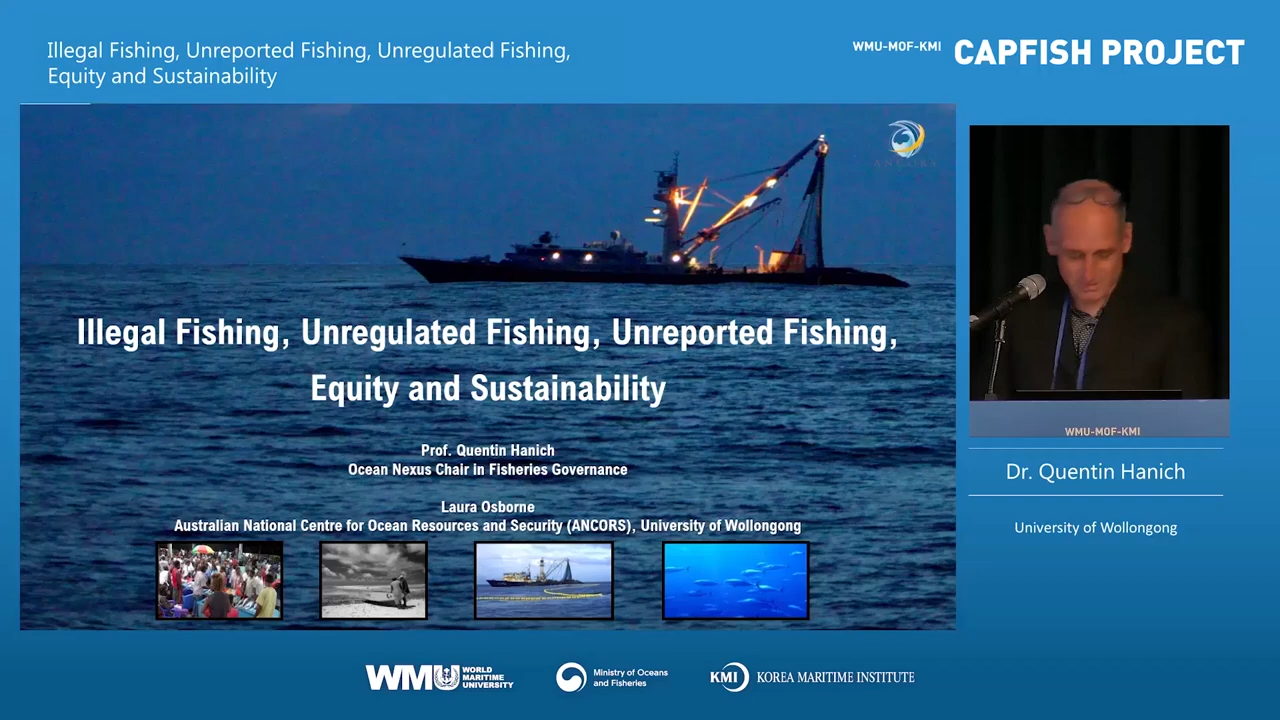 Illegal Fishing, Unreported Fishing, Unregulated Fishing,
Equity and Sustainability
WMU-MOF-KMI CAPFISH PROJECT
ANCORS
Illegal Fishing, Unregulated Fishing, Unreported Fishing,
Equity and Sustainability
Prof. Quentin Hanich
Ocean Nexus Chair in Fisheries Governance
Laura Osborne
Australian National Centre for Ocean Resources and Security (ANCORS), University of Wollongong
WMU-MOF-KMI
Dr. Quentin Hanich
University of Wollongong
WMU WORLD
MARITIME
UNIVERSITY
Ministry of Oceans
and Fisheries
KMI KOREA MARITIME INSTITUTE